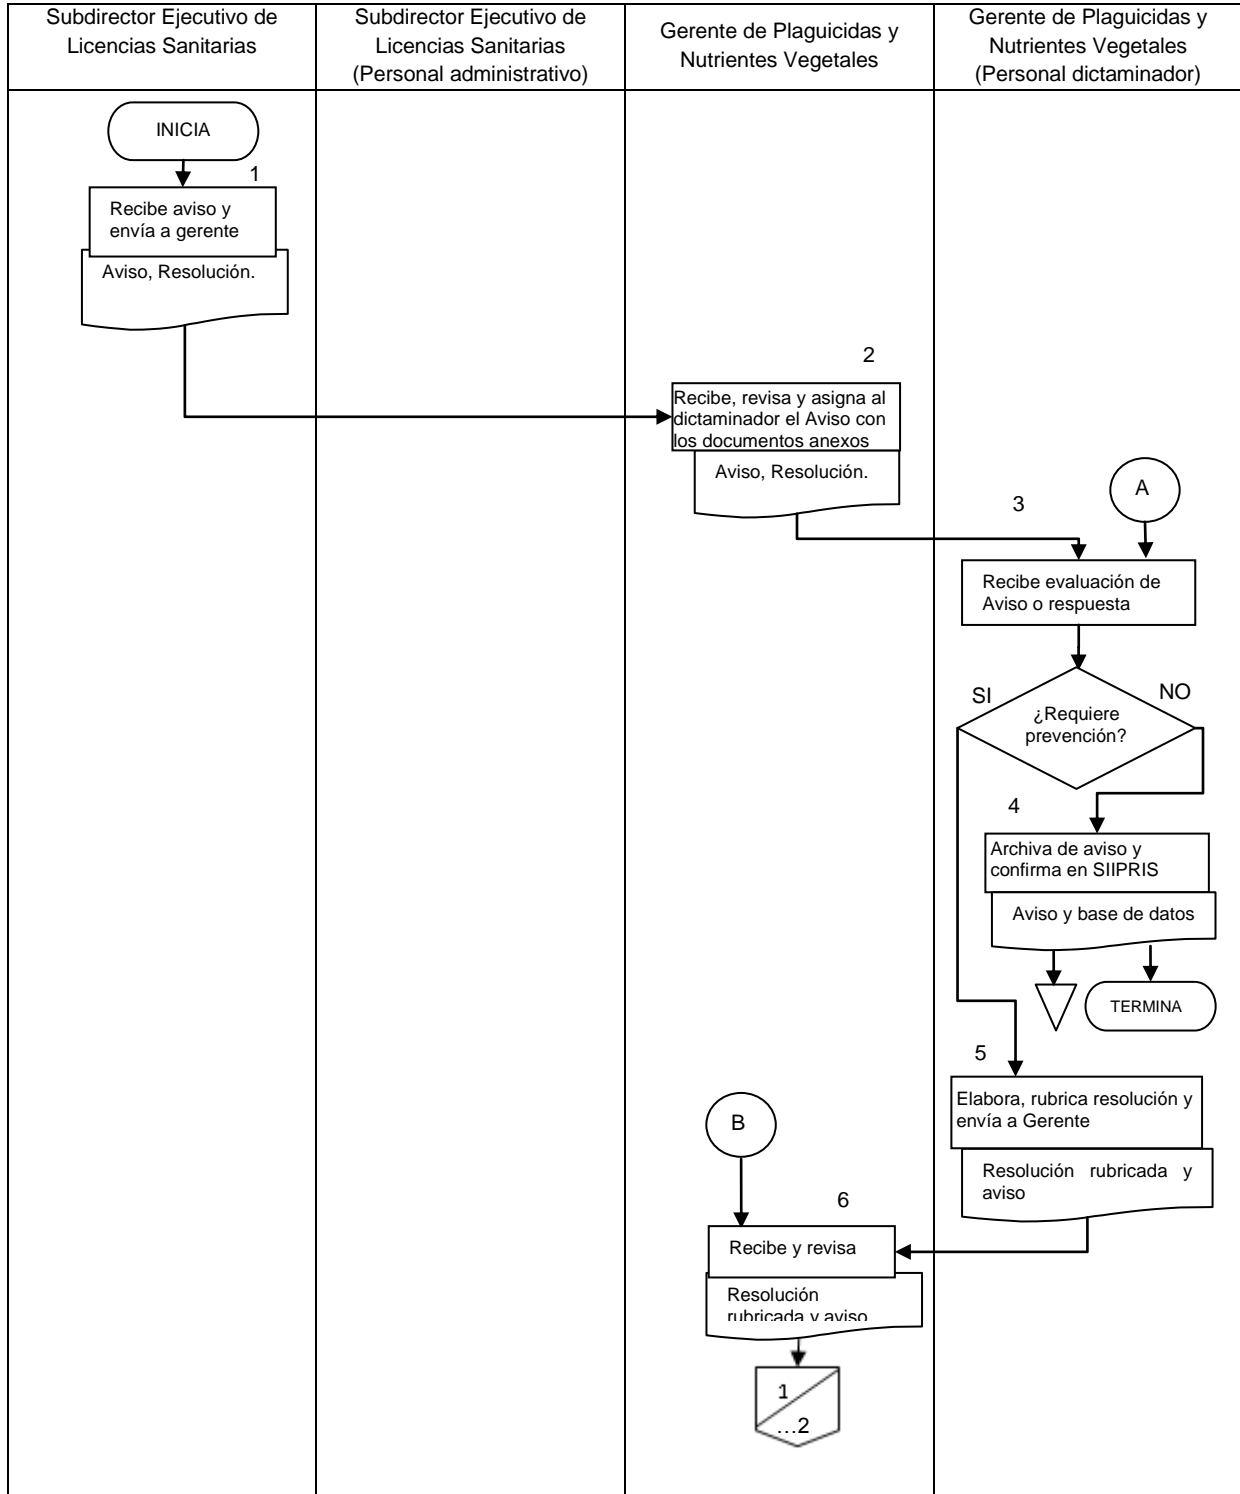 Subdirector Ejecutivo de
Licencias Sanitarias
Subdirector Ejecutivo de
Licencias Sanitarias
(Personal administrativo)
Gerente de Plaguicidas y
Nutrientes Vegetales
Gerente de Plaguicidas y
Nutrientes Vegetales
(Personal dictaminador)
INICIA
1
Recibe aviso y
envía a gerente
Aviso, Resolución.
2
Recibe, revisa y asigna al
dictaminador el Aviso con
los documentos anexos
Aviso, Resolución.
A
3
Recibe evaluación de
Aviso o respuesta
SI
NO
¿Requiere
prevención?
4
Archiva de aviso y
confirma en SIIPRIS
Aviso y base de datos
TERMINA
5
Elabora, rubrica resolución y
envía a Gerente
Resolución rubricada y
aviso
B
6
Recibe y revisa
Resolución
rubricada y aviso
1
…2